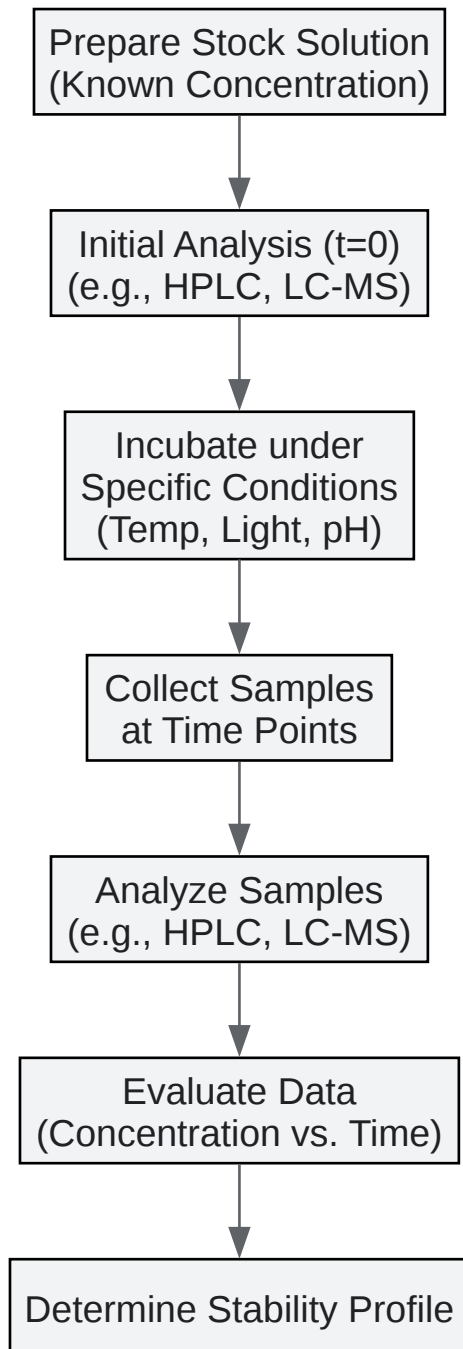 Prepare Stock Solution
(Known Concentration)
Initial Analysis (t=0)
(e.g., HPLC, LC-MS)
Incubate under
Specific Conditions
(Temp, Light, pH)
Collect Samples
at Time Points
Analyze Samples
(e.g., HPLC, LC-MS)
Evaluate Data
(Concentration vs. Time)
Determine Stability Profile